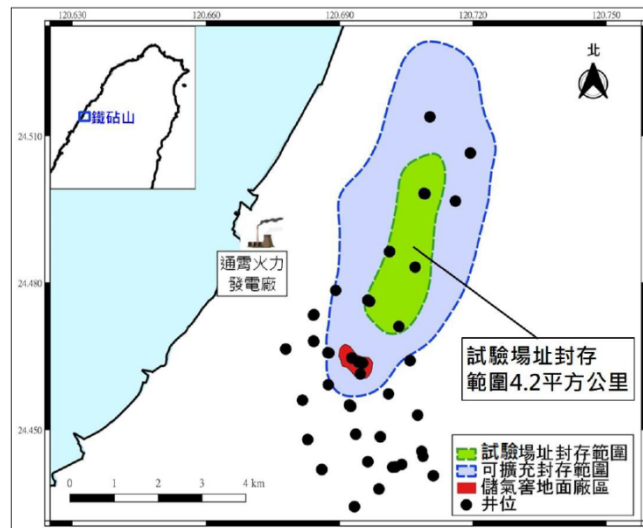 120.630
120.660
120.690
120.720
120.750
北
鐵砧山
24.510
24.480
24.450
通霄火力
發電廠
試驗場址封存
範圍4.2平方公里
試驗場址封存範圍
可擴充封存範圍
儲氣窖地面廠區
井位
0 1 2 3 4 km